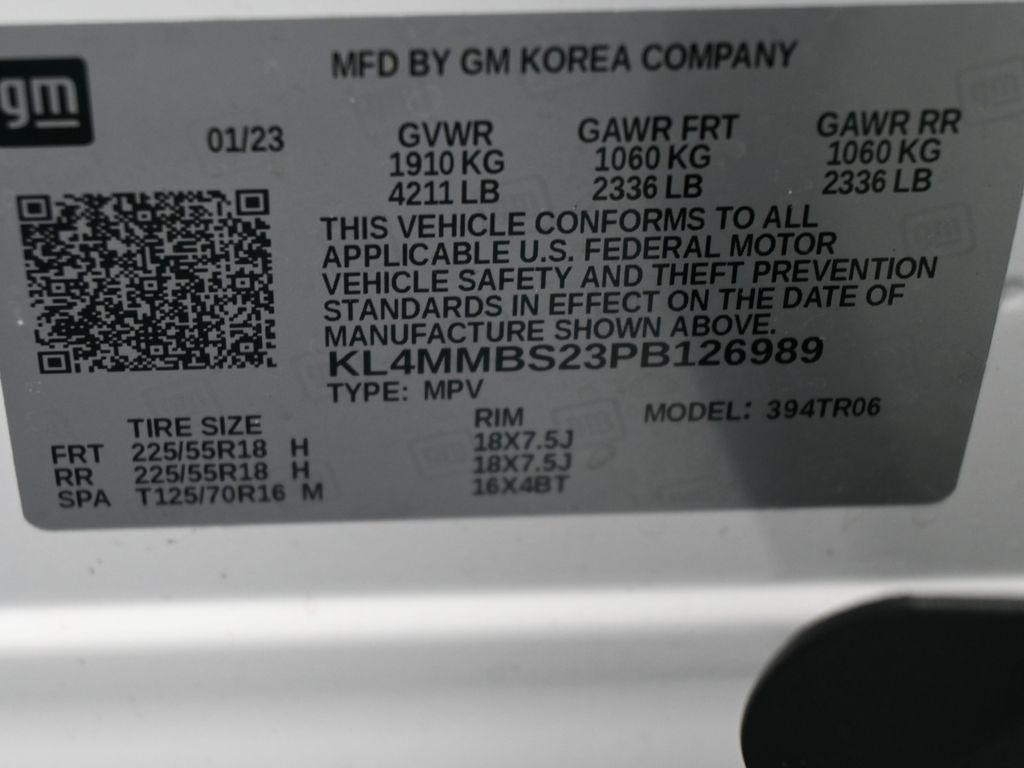 gm
MFD BY GM KOREA COMPANY
01/23
GVWR
1910 KG
4211 LB
GAWR FRT
1060 KG
2336 LB
GAWR RR
1060 KG
2336 LB
THIS VEHICLE CONFORMS TO ALL
APPLICABLE U.S. FEDERAL MOTOR
VEHICLE SAFETY AND THEFT PREVENTION
STANDARDS IN EFFECT ON THE DATE OF
MANUFACTURE SHOWN ABOVE.
KL4MMBS23PB126989
TYPE: MPV
MODEL: 394TR06
TIRE SIZE RIM
FRT 225/55R18 H 18X7.5J
RR 225/55R18 H 18X7.5J
SPA T125/70R16 M 16X4BT